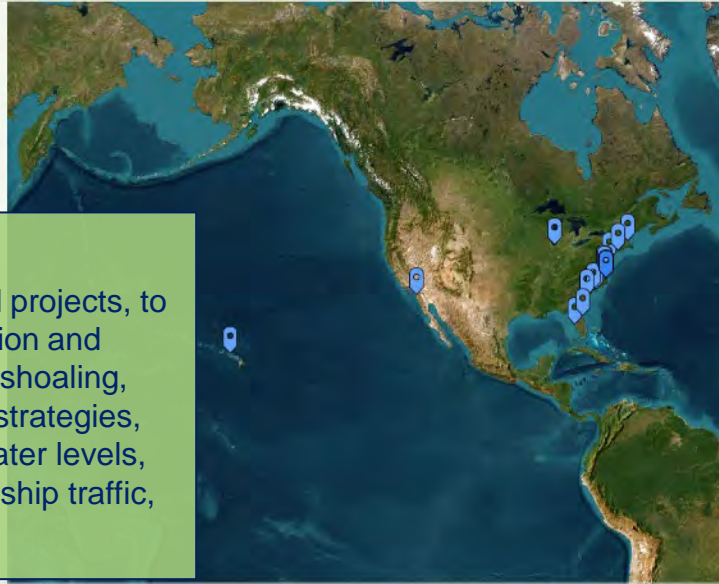 l projects, to
ion and
shoaling,
strategies,
ater levels,
ship traffic,